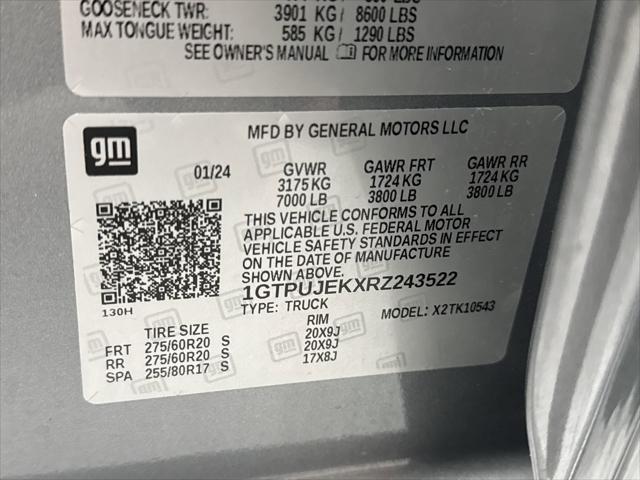 GOOSENECK TWR: 3901 KG/ 8600 LBS
MAX TONGUE WEIGHT: 585 KG/ 1290 LBS
SEE OWNER'S MANUAL FOR MORE INFORMATION
gm
MFD BY GENERAL MOTORS LLC
01/24 GVWR GAWR FRT GAWR RR
3175 KG 1724 KG 1724 KG
7000 LB 3800 LB 3800 LB
THIS VEHICLE CONFORMS TO ALL
APPLICABLE U.S. FEDERAL MOTOR
VEHICLE SAFETY STANDARDS IN EFFECT
ON THE DATE OF MANUFACTURE
SHOWN ABOVE.
1GTPUJEKXRZ243522
130H
TYPE: TRUCK MODEL: X2TK10543
TIRE SIZE RIM
FRT 275/60R20 S 20X9J
RR 275/60R20 S 20X9J
SPA 255/80R17 S 17X8J